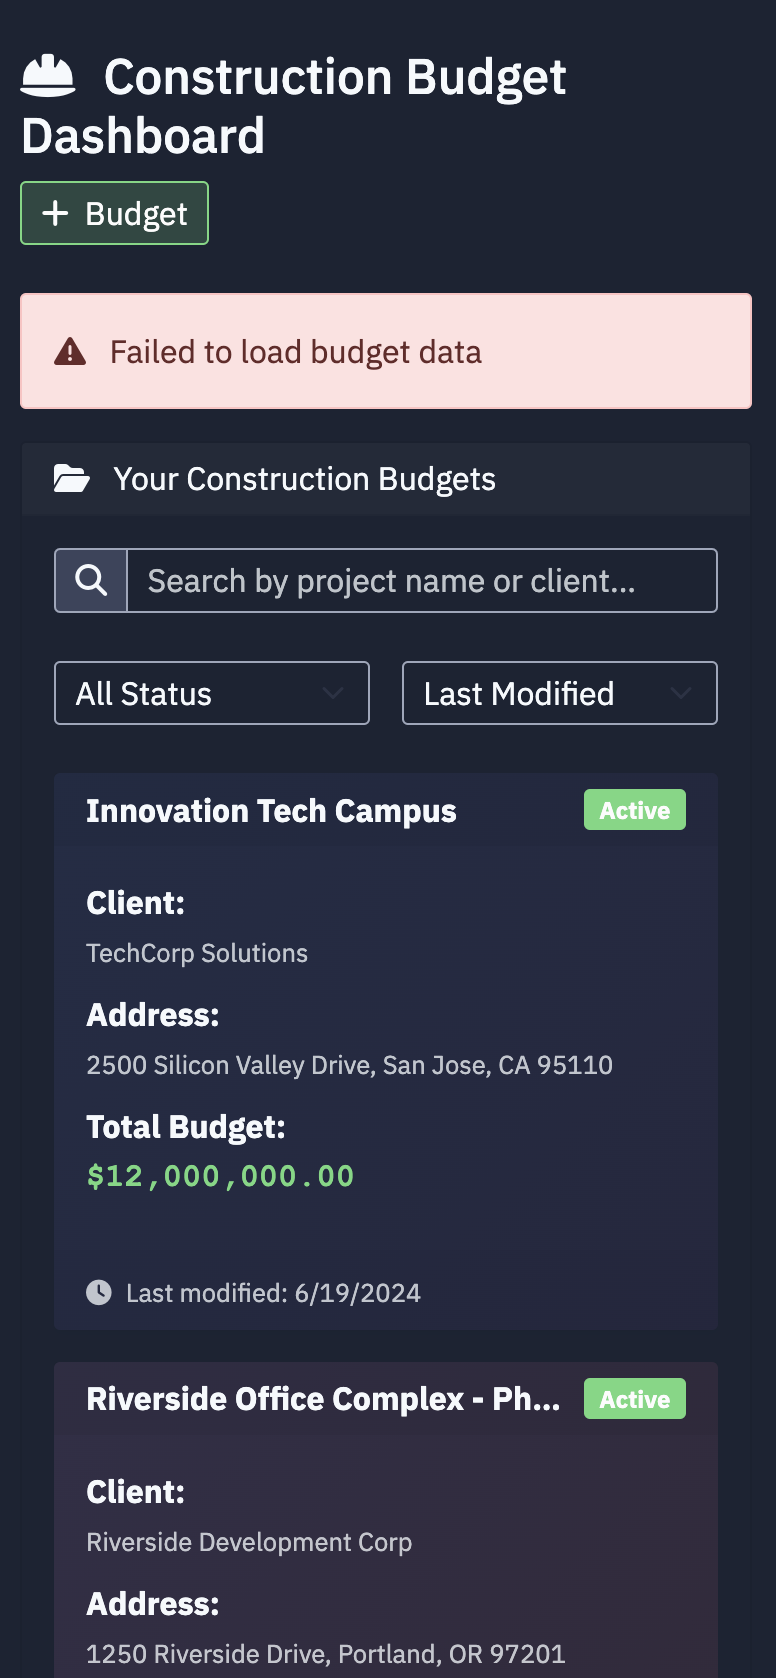 Construction Budget
Dashboard
+ Budget
Failed to load budget data
Your Construction Budgets
Search by project name or client...
All Status
Last Modified
Innovation Tech Campus
Active
Client:
TechCorp Solutions
Address:
2500 Silicon Valley Drive, San Jose, CA 95110
Total Budget:
$12,000,000.00
Last modified: 6/19/2024
Riverside Office Complex - Ph...
Active
Client:
Riverside Development Corp
Address:
1250 Riverside Drive, Portland, OR 97201